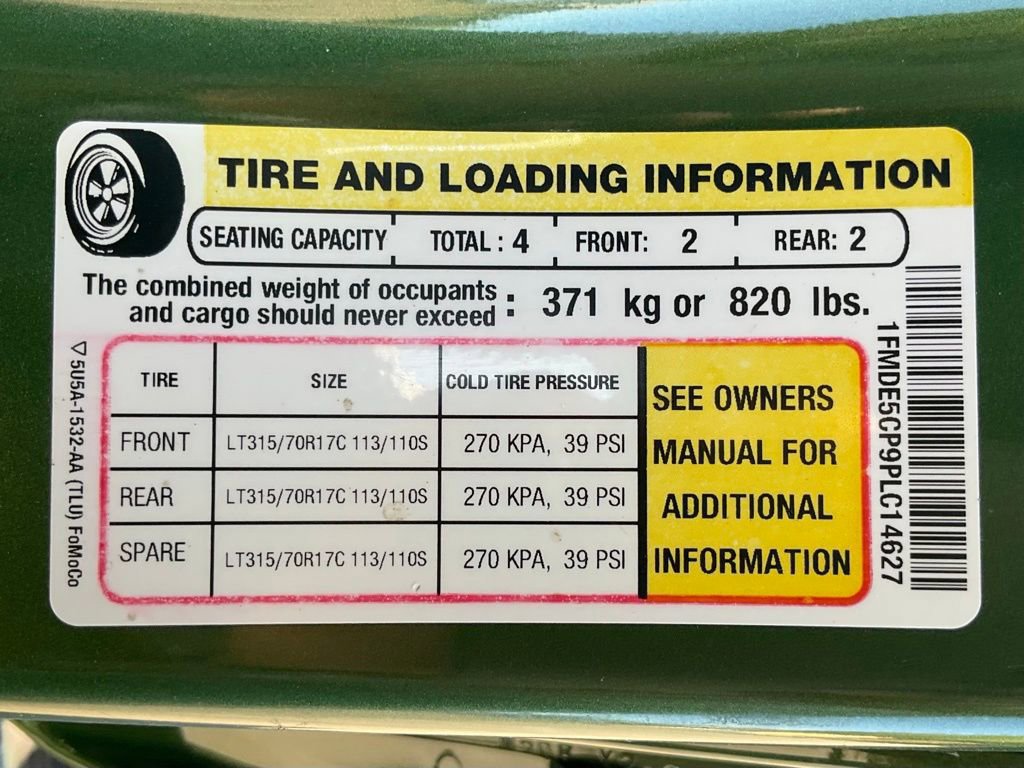 TIRE AND LOADING INFORMATION
SEATING CAPACITY TOTAL : 4 FRONT: 2 REAR: 2
The combined weight of occupants
and cargo should never exceed : 371 kg or 820 lbs.
TIRE SIZE COLD TIRE PRESSURE
FRONT LT315/70R17C 113/110S 270 KPA, 39 PSI
REAR LT315/70R17C 113/110S 270 KPA, 39 PSI
SPARE LT315/70R17C 113/110S 270 KPA, 39 PSI
SEE OWNERS
MANUAL FOR
ADDITIONAL
INFORMATION
1FMDE5CP9PLC14627
5U5A-1532-AA (TLU) FoMoCo